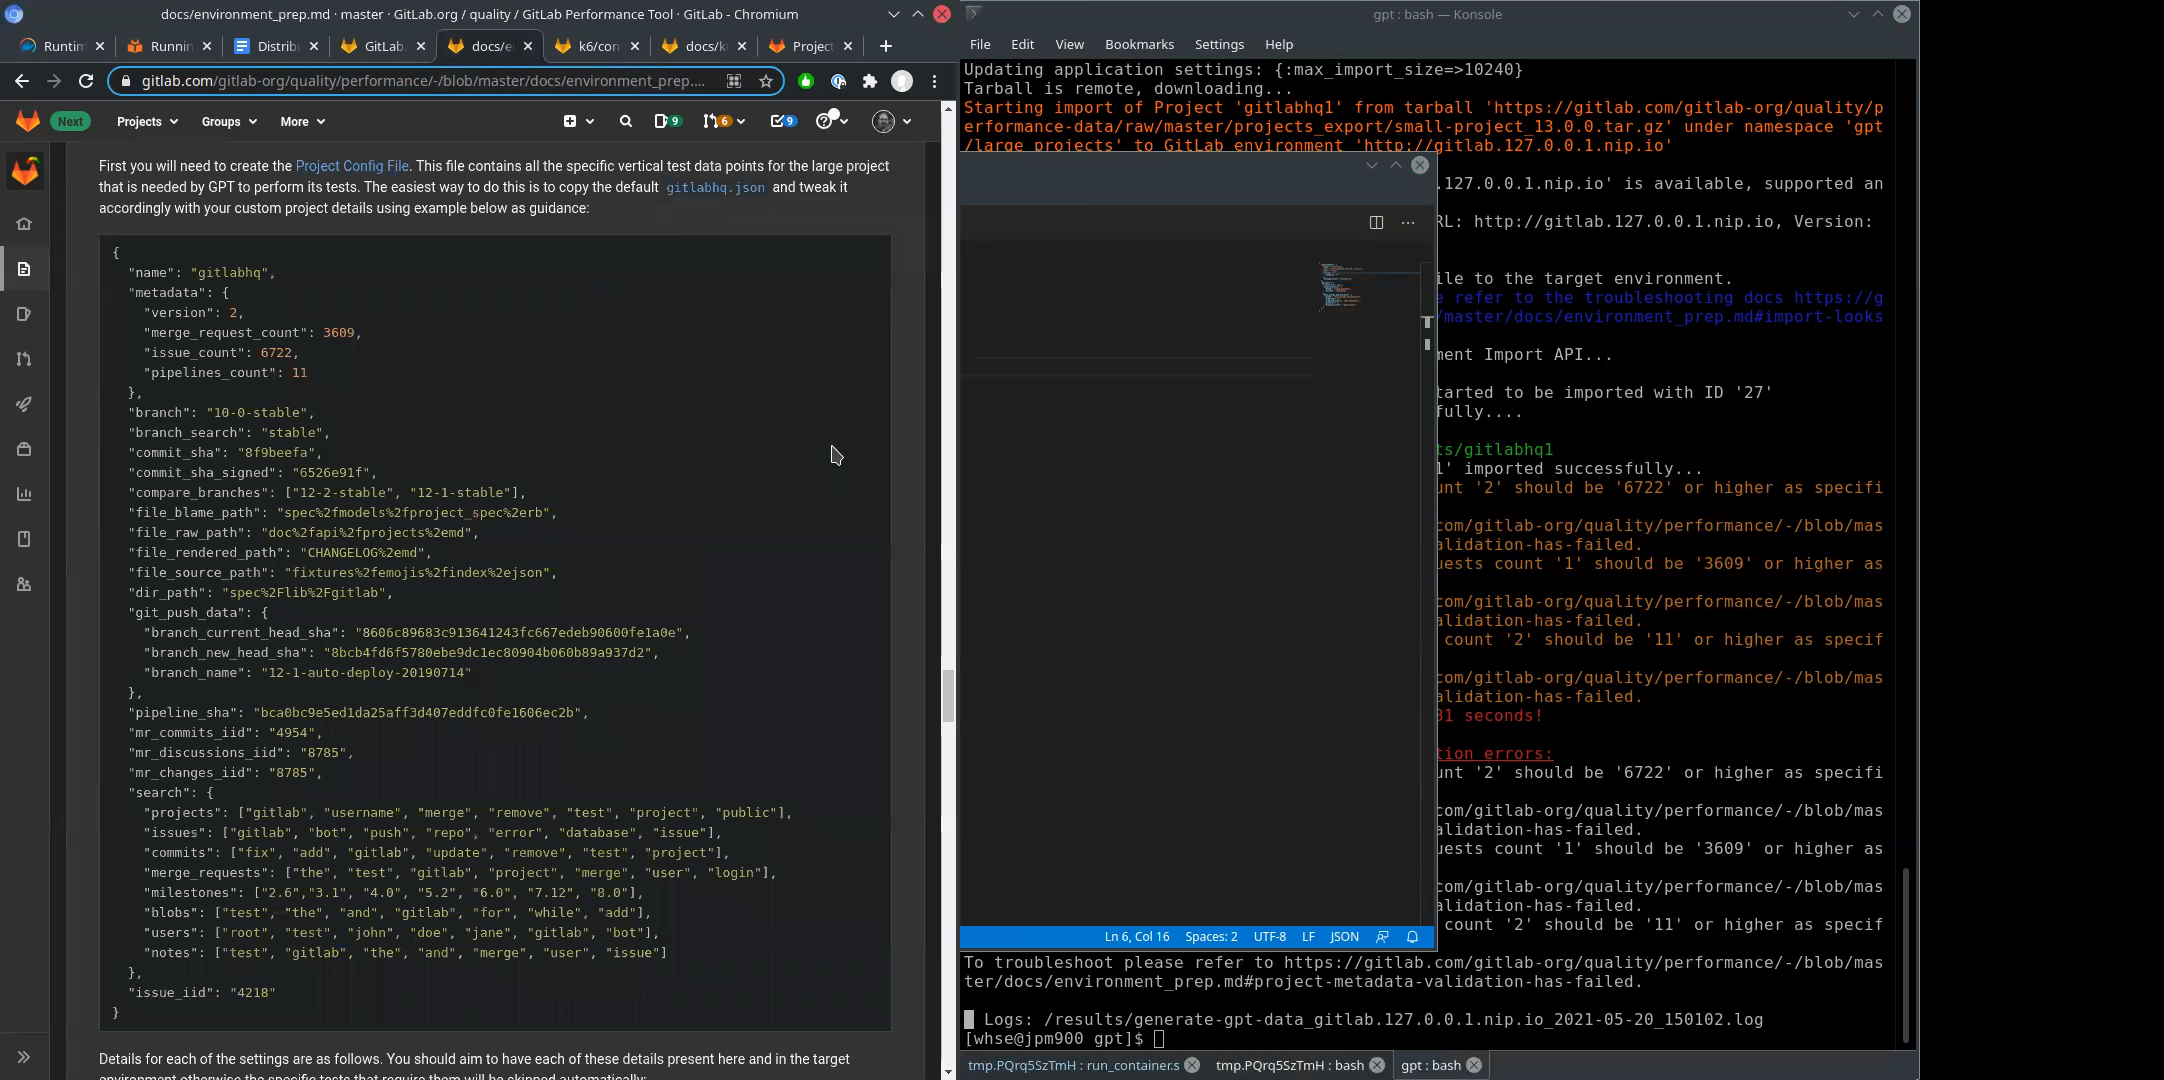 docs/environment_prep.md · master · GitLab.org / quality / GitLab Performance Tool · GitLab - Chromium
Runtim
Runnin
Distrib
GitLab
docs/e
k6/con
docs/k
Project
gitlab.com/gitlab-org/quality/performance/-/blob/master/docs/environment_prep....
Next
Projects
Groups
More
9
6
9
First you will need to create the Project Config File. This file contains all the specific vertical test data points for the large project
that is needed by GPT to perform its tests. The easiest way to do this is to copy the default gitlabhq.json and tweak it
accordingly with your custom project details using example below as guidance:
{
"name": "gitlabhq",
"metadata": {
"version": 2,
"merge_request_count": 3609,
"issue_count": 6722,
"pipelines_count": 11
},
"branch": "10-0-stable",
"branch_search": "stable",
"commit_sha": "8f9beefa",
"commit_sha_signed": "6526e91f",
"compare_branches": ["12-2-stable", "12-1-stable"],
"file_blame_path": "spec%2fmodels%2fproject_spec%2erb",
"file_raw_path": "doc%2fapi%2fprojects%2emd",
"file_rendered_path": "CHANGELOG%2emd",
"file_source_path": "fixtures%2femojis%2findex%2ejson",
"dir_path": "spec%2Flib%2Fgitlab",
"git_push_data": {
"branch_current_head_sha": "8606c89683c913641243fc667edeb90600fe1a0e",
"branch_new_head_sha": "8bcb4fd6f5780ebe9dc1ec80904b060b89a937d2",
"branch_name": "12-1-auto-deploy-20190714"
},
"pipeline_sha": "bca0bc9e5ed1da25aff3d407eddfc0fe1606ec2b",
"mr_commits_iid": "4954",
"mr_discussions_iid": "8785",
"mr_changes_iid": "8785",
"search": {
"projects": ["gitlab", "username", "merge", "remove", "test", "project", "public"],
"issues": ["gitlab", "bot", "push", "repo", "error", "database", "issue"],
"commits": ["fix", "add", "gitlab", "update", "remove", "test", "project"],
"merge_requests": ["the", "test", "gitlab", "project", "merge", "user", "login"],
"milestones": ["2.6","3.1", "4.0", "5.2", "6.0", "7.12", "8.0"],
"blobs": ["test", "the", "and", "gitlab", "for", "while", "add"],
"users": ["root", "test", "john", "doe", "jane", "gitlab", "bot"],
"notes": ["test", "gitlab", "the", "and", "merge", "user", "issue"]
},
"issue_iid": "4218"
}
Details for each of the settings are as follows. You should aim to have each of these details present here and in the target
environment otherwise the specific tests that require them will be skipped automatically:
gpt : bash — Konsole
File
Edit
View
Bookmarks
Settings
Help
Updating application settings: {:max_import_size=>10240}
Tarball is remote, downloading...
Starting import of Project 'gitlabhq1' from tarball 'https://gitlab.com/gitlab-org/quality/p
erformance-data/raw/master/projects_export/small-project_13.0.0.tar.gz' under namespace 'gpt
/large_projects' to GitLab environment 'http://gitlab.127.0.0.1.nip.io'
.127.0.0.1.nip.io' is available, supported an
RL: http://gitlab.127.0.0.1.nip.io, Version:
ile to the target environment.
e refer to the troubleshooting docs https://g
/master/docs/environment_prep.md#import-looks
ment Import API...
tarted to be imported with ID '27'
fully....
ts/gitlabhq1
1' imported successfully...
unt '2' should be '6722' or higher as specifi
com/gitlab-org/quality/performance/-/blob/mas
alidation-has-failed.
uests count '1' should be '3609' or higher as
com/gitlab-org/quality/performance/-/blob/mas
alidation-has-failed.
count '2' should be '11' or higher as specif
com/gitlab-org/quality/performance/-/blob/mas
alidation-has-failed.
31 seconds!
tion errors:
unt '2' should be '6722' or higher as specifi
com/gitlab-org/quality/performance/-/blob/mas
alidation-has-failed.
uests count '1' should be '3609' or higher as
com/gitlab-org/quality/performance/-/blob/mas
alidation-has-failed.
count '2' should be '11' or higher as specif
Ln 6, Col 16
Spaces: 2
UTF-8
LF
JSON
To troubleshoot please refer to https://gitlab.com/gitlab-org/quality/performance/-/blob/mas
ter/docs/environment_prep.md#project-metadata-validation-has-failed.
Logs: /results/generate-gpt-data_gitlab.127.0.0.1.nip.io_2021-05-20_150102.log
[whse@jpm900 gpt]$
tmp.PQrq5SzTmH : run_container.s
tmp.PQrq5SzTmH : bash
gpt : bash